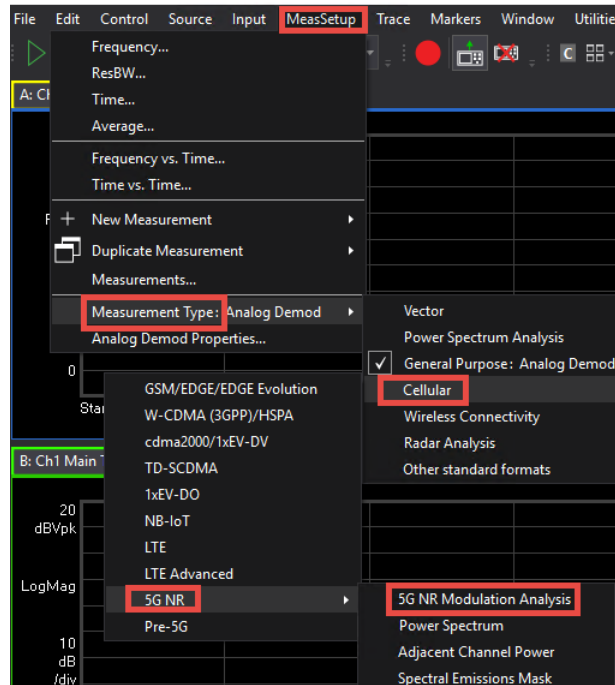 File Edit Control Source Input MeasSetup Trace Markers Window Utilitie
C
Frequency...
ResBW...
A: Cl
Time...
Average...
Frequency vs. Time...
Time vs. Time...
New Measurement
Duplicate Measurement
Measurements...
Measurement Type: Analog Demod
Analog Demod Properties...
Vector
Power Spectrum Analysis
General Purpose: Analog Demod
Cellular
Wireless Connectivity
Radar Analysis
Other standard formats
0
Star
GSM/EDGE/EDGE Evolution
W-CDMA (3GPP)/HSPA
cdma2000/1xEV-DV
TD-SCDMA
1xEV-DO
NB-IoT
LTE
LTE Advanced
5G NR
Pre-5G
5G NR Modulation Analysis
Power Spectrum
Adjacent Channel Power
Spectral Emissions Mask
B: Ch1 Main
20
dBVpk
LogMag
10
dB
/div